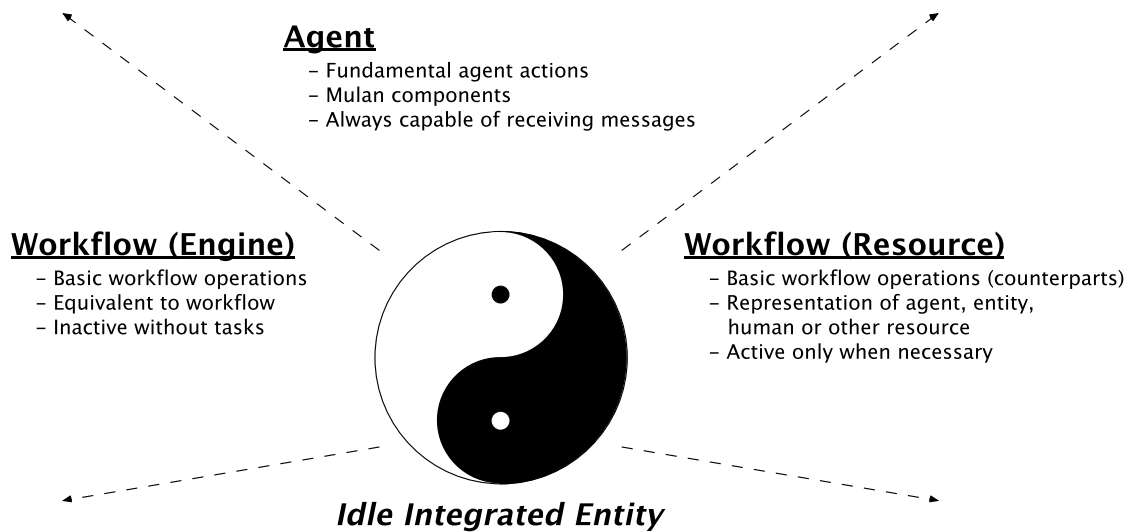 Agent
– Fundamental agent actions
– Mulan components
– Always capable of receiving messages
Workflow (Engine)
– Basic workflow operations
– Equivalent to workflow
– Inactive without tasks
Workflow (Resource)
– Basic workflow operations (counterparts)
– Representation of agent, entity,
human or other resource
– Active only when necessary
Idle Integrated Entity